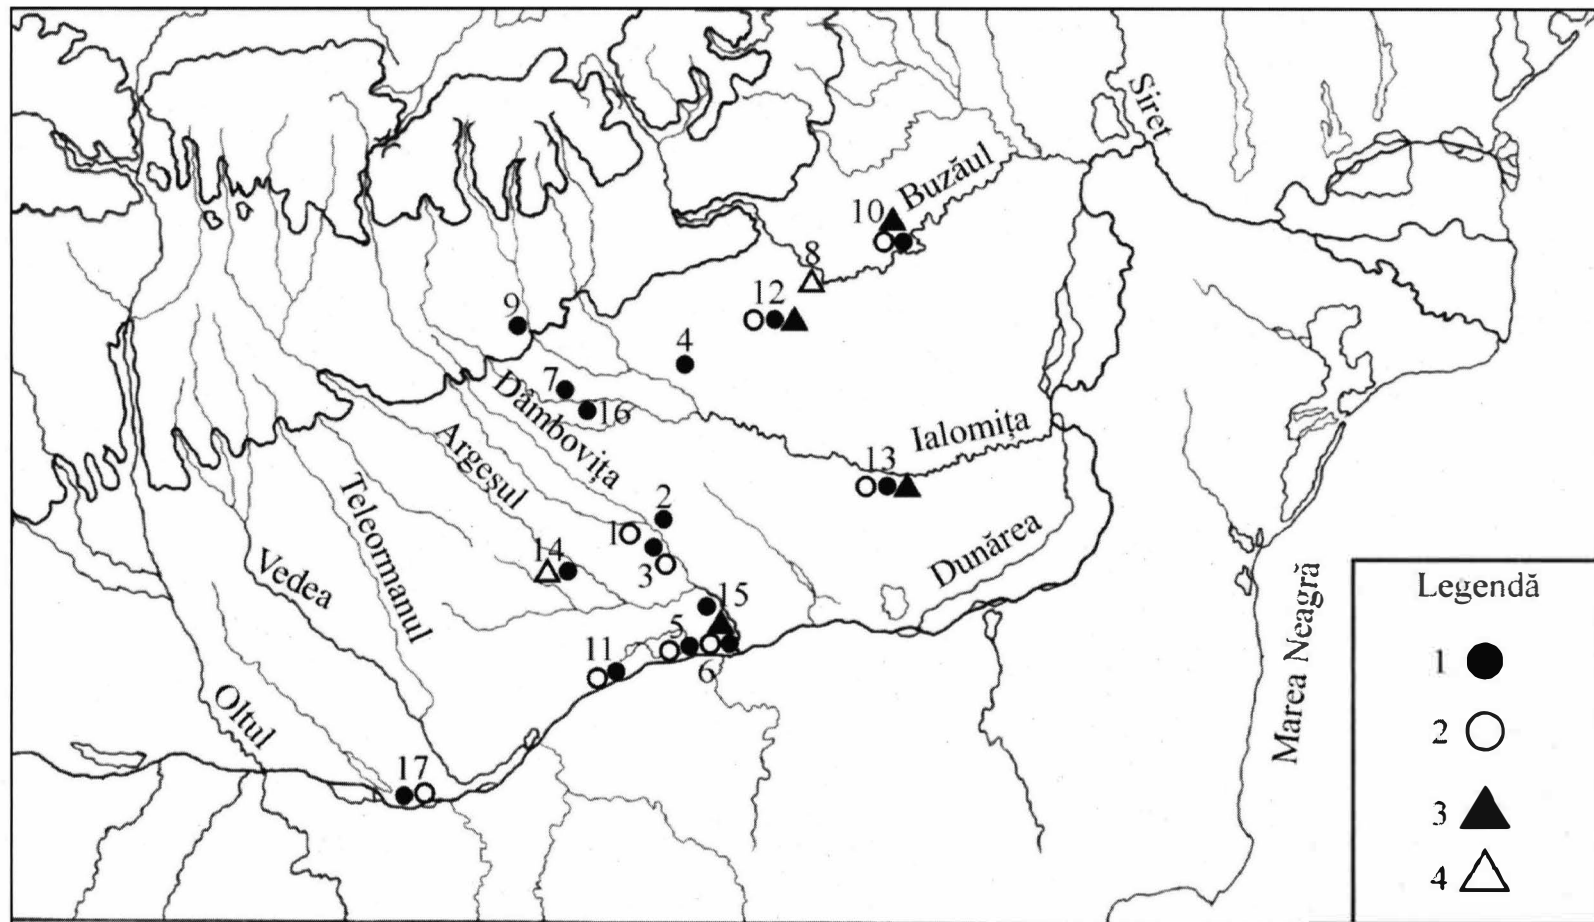 Siret
Buzăul
10
8
12
9
4
7
16
Dâmbovița
Argeșul
Ialomița
13
Teleormanul
2
1
3
14
Vedea
Dunărea
15
5
6
11
Oltul
17
Marea Neagră
Legendă
1
2
3
4